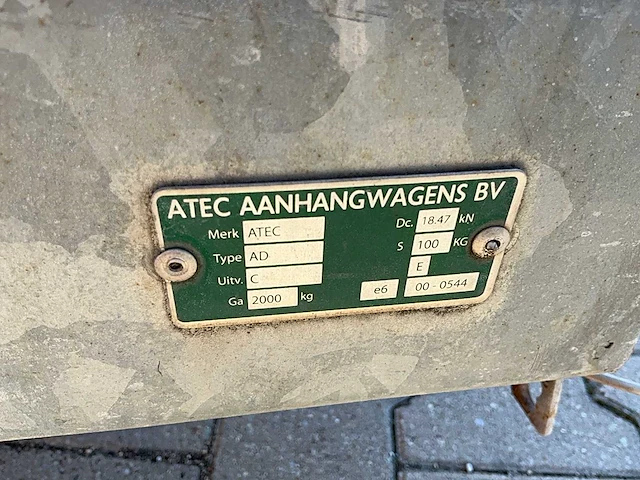 ATEC AANHANGWAGENS BV
Merk ATEC Dc. 18.47 kN
Type AD S 100 KG
Uitv. C E
Ga 2000 kg e6 00 - 0544